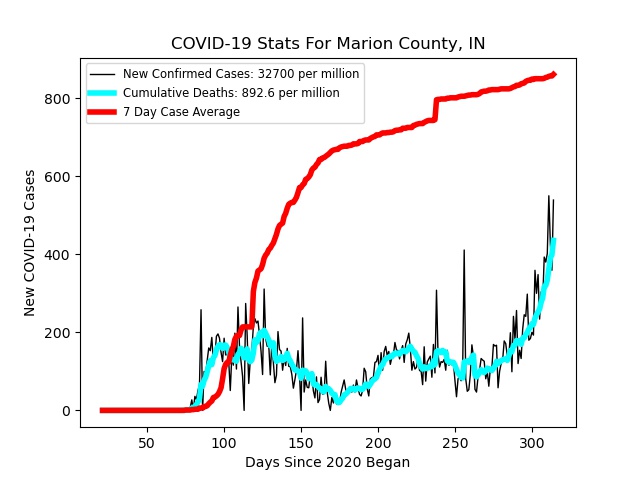 COVID-19 Stats For Marion County, IN
New Confirmed Cases: 32700 per million
Cumulative Deaths: 892.6 per million
7 Day Case Average
New COVID-19 Cases
800
600
400
200
0
50 100 150 200 250 300
Days Since 2020 Began